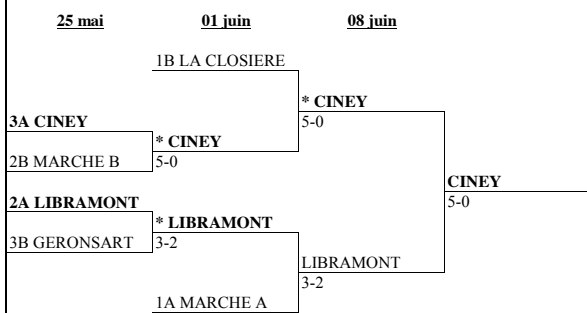 25 mai 01 juin 08 juin
1B LA CLOSIERE
* CINEY
5-0
3A CINEY
* CINEY
5-0
2B MARCHE B
CINEY
5-0
2A LIBRAMONT
* LIBRAMONT
3-2
3B GERONSART
LIBRAMONT
3-2
1A MARCHE A